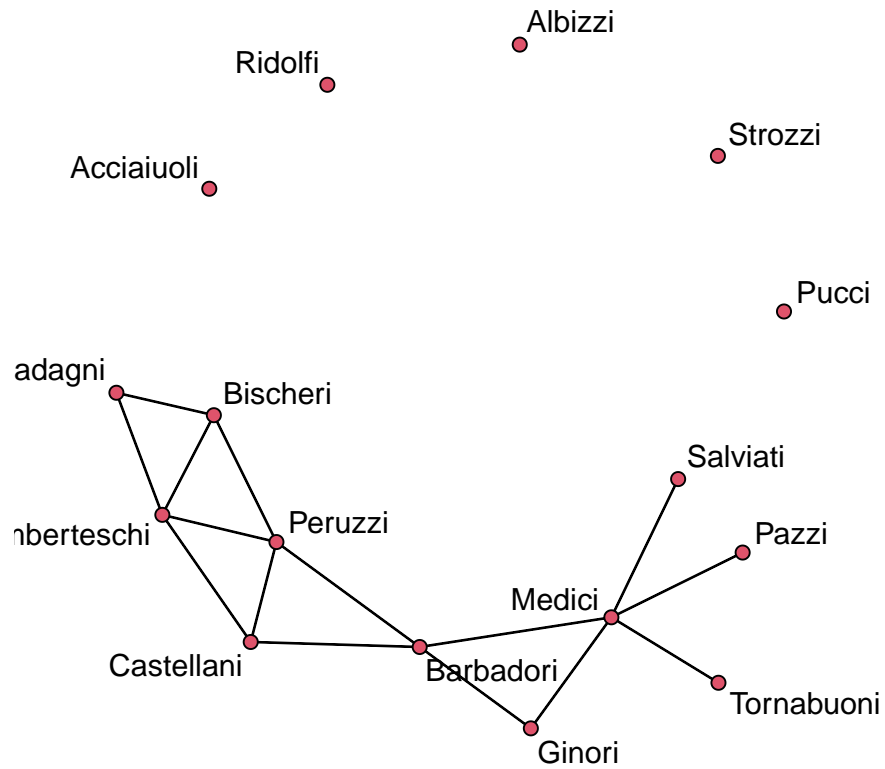 Albizzi
Ridolfi
Strozzi
Acciaiuoli
Pucci
adagni
Bischeri
Salviati
Peruzzi
nberteschi
Pazzi
Medici
Castellani
Barbadori
Tornabuoni
Ginori